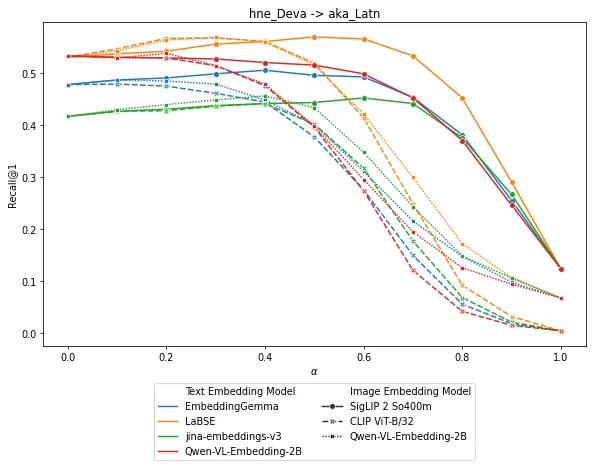 hne_Deva -> aka_Latn
Recall@1
0.5
0.4
0.3
0.2
0.1
0.0
0.0 0.2 0.4 0.6 0.8 1.0
α
Text Embedding Model
EmbeddingGemma
LaBSE
jina-embeddings-v3
Qwen-VL-Embedding-2B
Image Embedding Model
SigLIP 2 So400m
CLIP ViT-B/32
Qwen-VL-Embedding-2B